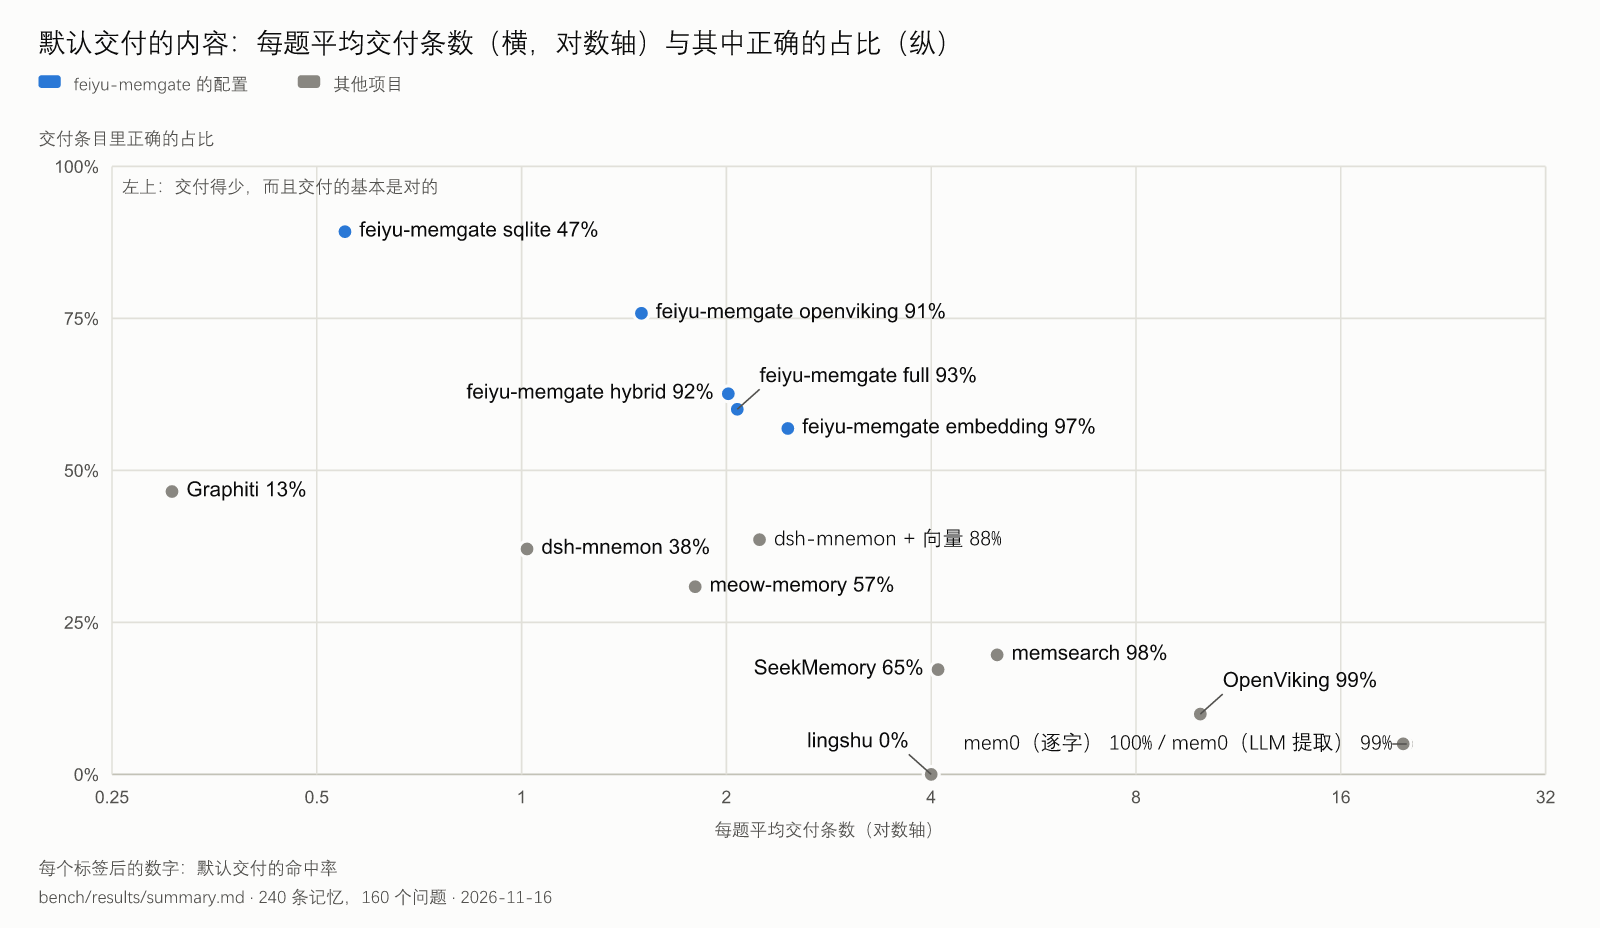 默认交付的内容：每题平均交付条数（横，对数轴）与其中正确的占比（纵）
feiyu-memgate 的配置
其他项目
交付条目里正确的占比
100%
左上：交付得少，而且交付的基本是对的
feiyu-memgate sqlite 47%
75%
feiyu-memgate openviking 91%
feiyu-memgate full 93%
feiyu-memgate hybrid 92%
feiyu-memgate embedding 97%
50%
Graphiti 13%
dsh-mnemon + 向量 88%
dsh-mnemon 38%
meow-memory 57%
25%
memsearch 98%
SeekMemory 65%
OpenViking 99%
lingshu 0%
mem0（逐字） 100% / mem0（LLM 提取） 99%
0%
0.25
0.5
1
2
4
8
16
32
每题平均交付条数（对数轴）
每个标签后的数字：默认交付的命中率
bench/results/summary.md · 240 条记忆，160 个问题 · 2026-11-16